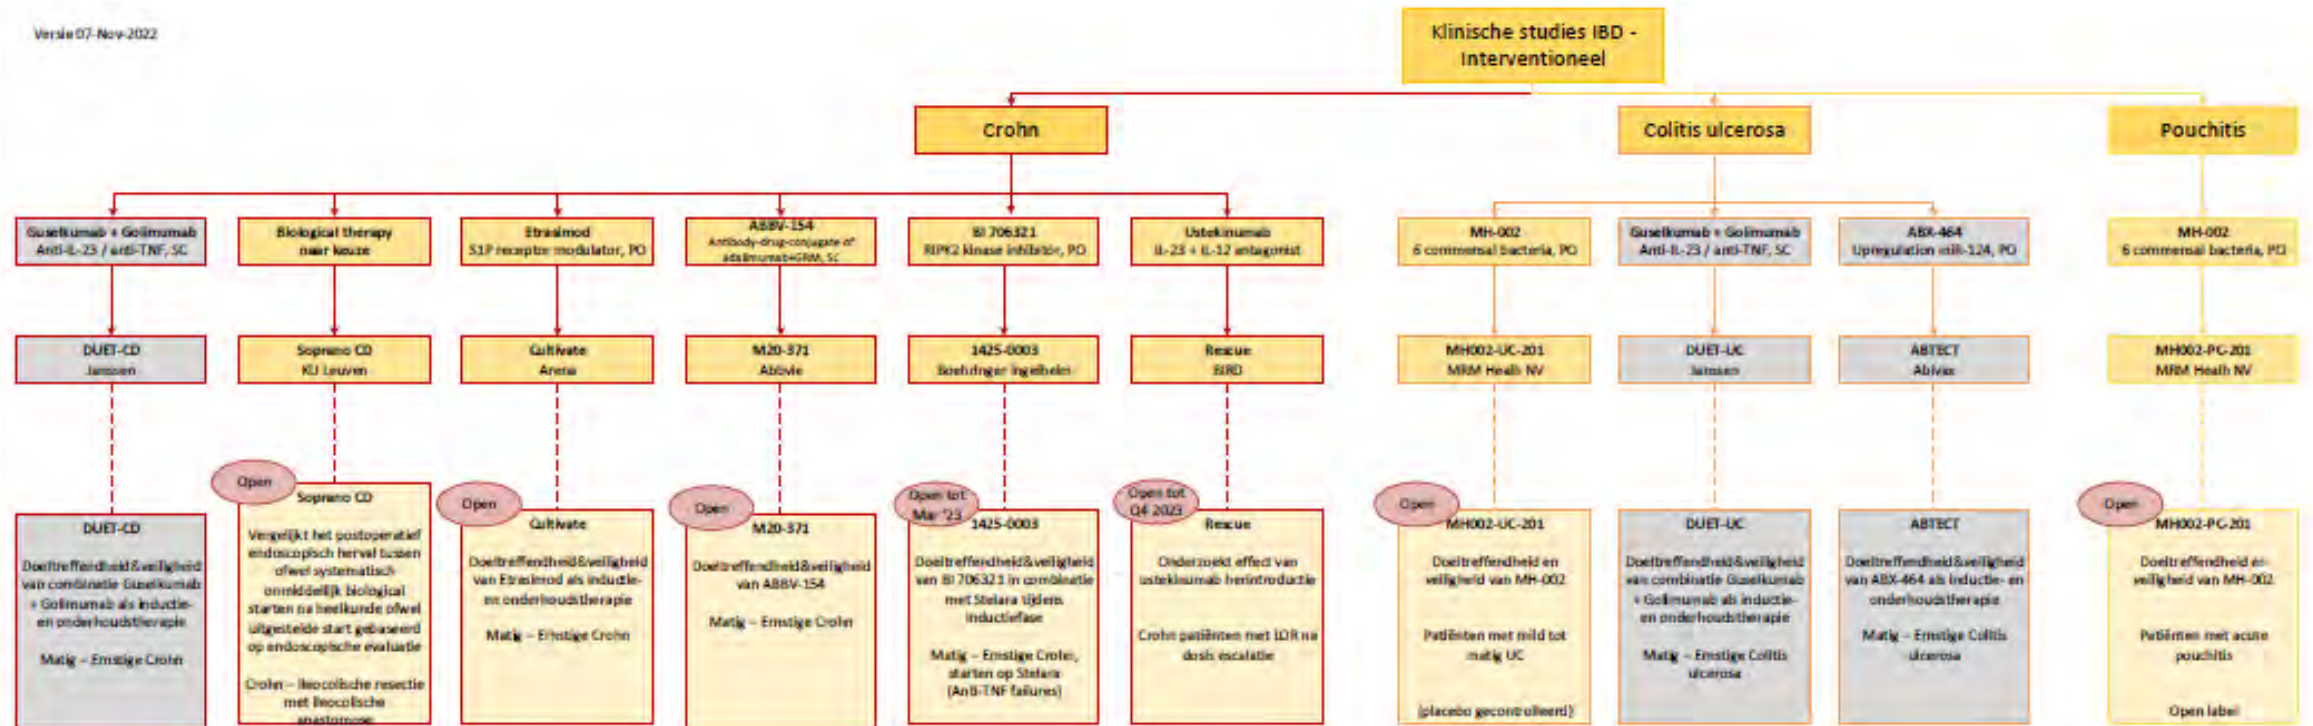 Versie 07-Nov-2022
Klinische studies IBD -
Interventioneel
Crohn
Colitis ulcerosa
Pouchitis
Guselkumab + Golimumab
Anti-IL-23 / anti-TNF, SC
Biological therapy
naar keuze
Etrasimod
S1P receptor modulator, PO
ABBV-154
Antibody-drug-conjugate of
adalimumab+GRM, SC
BI 706321
RIPK2 kinase inhibitor, PO
Ustekinumab
IL-23 + IL-12 antagonist
MH-002
6 commensal bacteria, PO
Guselkumab + Golimumab
Anti-IL-23 / anti-TNF, SC
ABX-464
Upregulation miR-124, PO
MH-002
6 commensal bacteria, PO
DUET-CD
Janssen
Soprano CD
KU Leuven
Cultivate
Arena
M20-371
Abbvie
1425-0003
Boehringer Ingelheim
Rescue
BIRD
MH002-UC-201
MRM Healh NV
DUET-UC
Janssen
ABTECT
Abivax
MH002-PC-201
MRM Healh NV
DUET-CD
Doeltreffendheid&veiligheid
van combinatie Guselkumab
+ Golimumab als inductie-
en onderhoudstherapie
Matig – Ernstige Crohn
Open
Soprano CD
Vergelijkt het postoperatief
endoscopisch herval tussen
ofwel systematisch
onmiddellijk biological
starten na heelkunde ofwel
uitgestelde start gebaseerd
op endoscopische evaluatie
Crohn – Ileocolische resectie
met ileocolische
anastomose
Open
Cultivate
Doeltreffendheid&veiligheid
van Etrasimod als inductie-
en onderhoudstherapie
Matig – Ernstige Crohn
Open
M20-371
Doeltreffendheid&veiligheid
van ABBV-154
Matig – Ernstige Crohn
Open tot
Mar '23
1425-0003
Doeltreffendheid&veiligheid
van BI 706321 in combinatie
met Stelara tijdens
inductiefase
Matig – Ernstige Crohn,
starten op Stelara
(Anti-TNF failures)
Open tot
Q4 2023
Rescue
Onderzoekt effect van
ustekinumab herintroductie
Crohn patiënten met LOR na
dosis escalatie
Open
MH002-UC-201
Doeltreffendheid en
veiligheid van MH-002
Patiënten met mild tot
matig UC
(placebo gecontrolleerd)
DUET-UC
Doeltreffendheid&veiligheid
van combinatie Guselkumab
+ Golimumab als inductie-
en onderhoudstherapie
Matig – Ernstige Colitis
ulcerosa
ABTECT
Doeltreffendheid&veiligheid
van ABX-464 als inductie- en
onderhoudstherapie
Matig – Ernstige Colitis
ulcerosa
Open
MH002-PC-201
Doeltreffendheid en
veiligheid van MH-002
Patiënten met acute
pouchitis
Open label